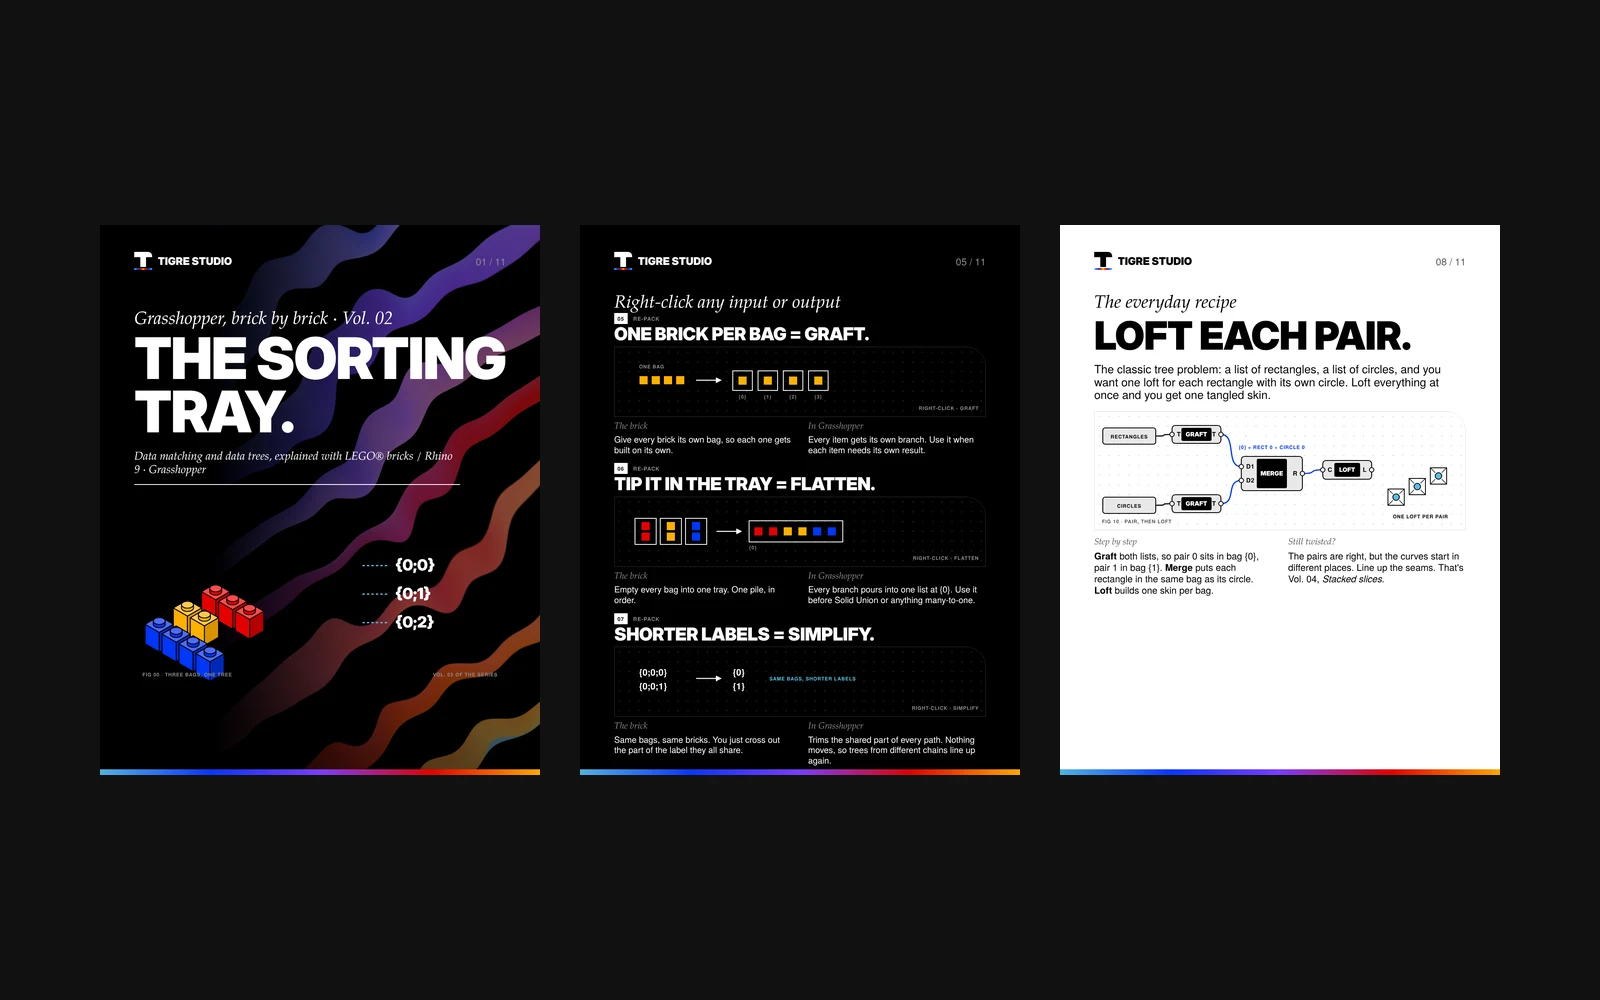 TIGRE STUDIO
01 / 11
Grasshopper, brick by brick · Vol. 02
THE SORTING
TRAY.
Data matching and data trees, explained with LEGO® bricks / Rhino
9 · Grasshopper
{0;0}
{0;1}
{0;2}
FIG 00 · THREE BAGS, ONE TREE
VOL. 02 OF THE SERIES
TIGRE STUDIO
05 / 11
Right-click any input or output
05 RE-PACK
ONE BRICK PER BAG = GRAFT.
ONE BAG
{0} {1} {2} {3}
RIGHT-CLICK · GRAFT
The brick
Give every brick its own bag, so each one gets
built on its own.
In Grasshopper
Every item gets its own branch. Use it when
each item needs its own result.
06 RE-PACK
TIP IT IN THE TRAY = FLATTEN.
{0}
RIGHT-CLICK · FLATTEN
The brick
Empty every bag into one tray. One pile, in
order.
In Grasshopper
Every branch pours into one list at {0}. Use it
before Solid Union or anything many-to-one.
07 RE-PACK
SHORTER LABELS = SIMPLIFY.
{0;0;0}
{0;0;1}
{0}
{1}
SAME BAGS, SHORTER LABELS
RIGHT-CLICK · SIMPLIFY
The brick
Same bags, same bricks. You just cross out
the part of the label they all share.
In Grasshopper
Trims the shared part of every path. Nothing
moves, so trees from different chains line up
again.
TIGRE STUDIO
08 / 11
The everyday recipe
LOFT EACH PAIR.
The classic tree problem: a list of rectangles, a list of circles, and you
want one loft for each rectangle with its own circle. Loft everything at
once and you get one tangled skin.
RECTANGLES
T GRAFT T
{0} = RECT 0 + CIRCLE 0
D1
D2
MERGE
R
C LOFT L
CIRCLES
T GRAFT T
ONE LOFT PER PAIR
FIG 10 · PAIR, THEN LOFT
Step by step
Graft both lists, so pair 0 sits in bag {0},
pair 1 in bag {1}. Merge puts each
rectangle in the same bag as its circle.
Loft builds one skin per bag.
Still twisted?
The pairs are right, but the curves start in
different places. Line up the seams. That's
Vol. 04, Stacked slices.